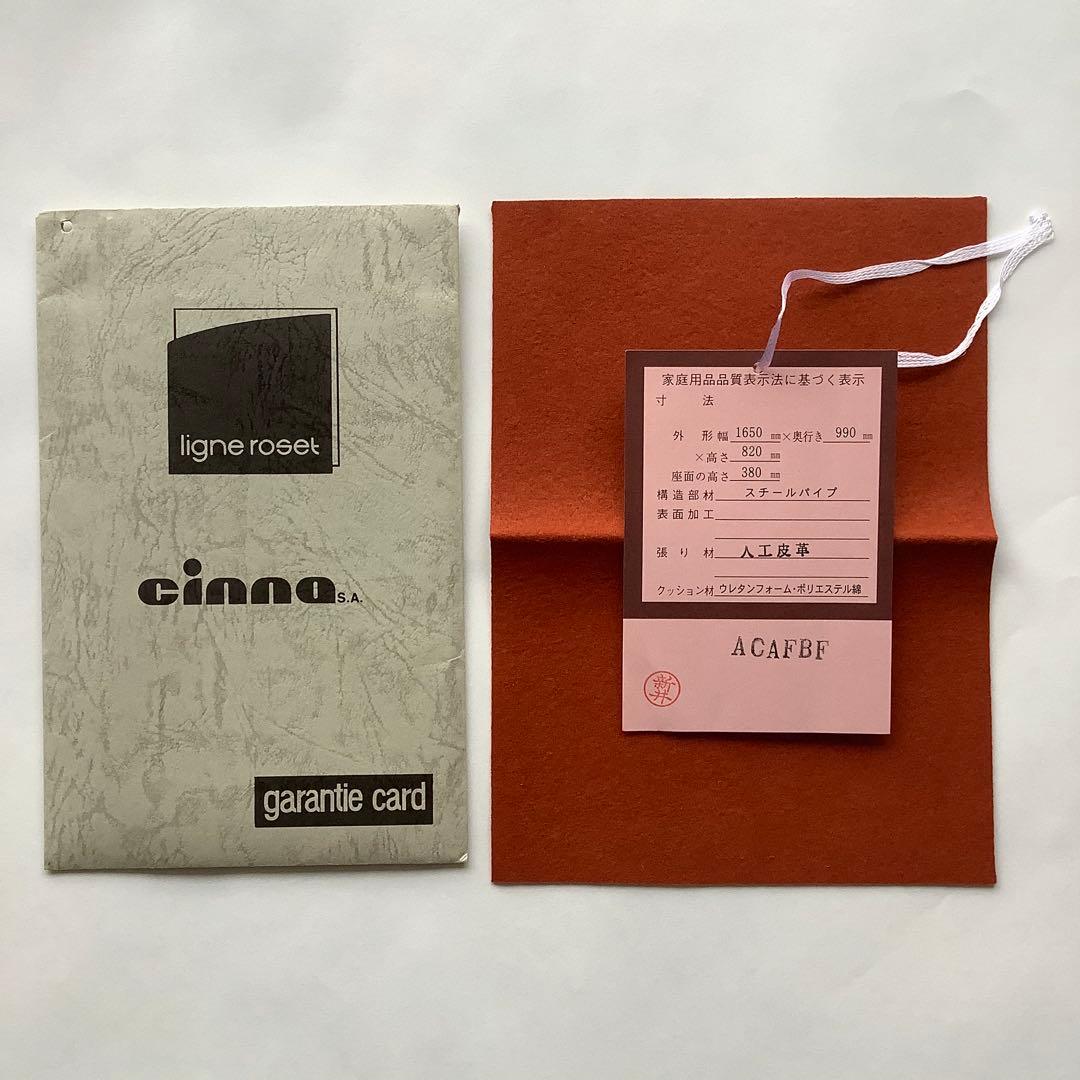 ligne roset
cinna S.A.
garantie card
家庭用品品質表示法に基づく表示
寸 法
外 形 幅 1650 ㎜×奥行き 990 ㎜
×高さ 820 ㎜
座面の高さ 380 ㎜
構造部材 スチールパイプ
表面加工
張り材 人工皮革
クッション材 ウレタンフォーム・ポリエステル綿
ACAFBF
新井